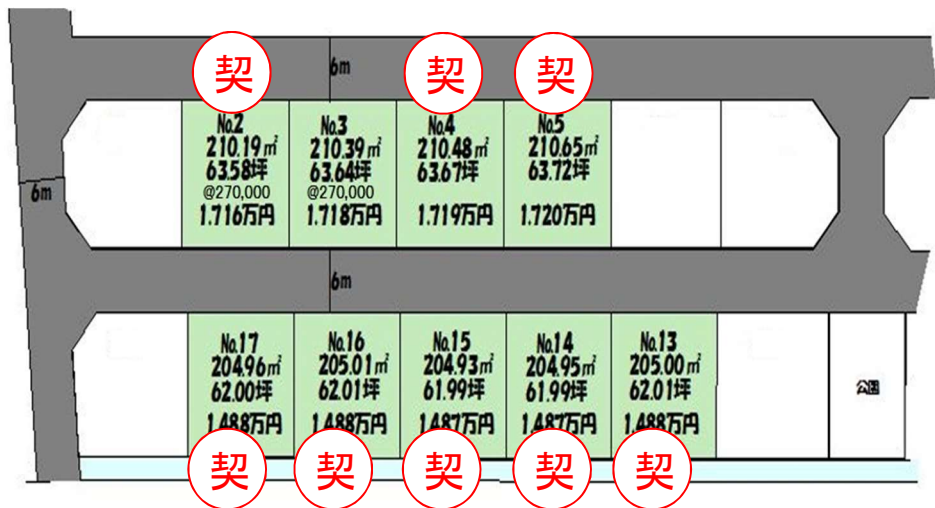 契
契
契
6m
6m
No.2
210.19㎡
63.58坪
@270,000
1.716万円
No.3
210.39㎡
63.64坪
@270,000
1.718万円
No.4
210.48㎡
63.67坪
1.719万円
No.5
210.65㎡
63.72坪
1.720万円
6m
No.17
204.96㎡
62.00坪
1.488万円
No.16
205.01㎡
62.01坪
1.488万円
No.15
204.93㎡
61.99坪
1.487万円
No.14
204.95㎡
61.99坪
1.487万円
No.13
205.00㎡
62.01坪
1.488万円
公園
契
契
契
契
契